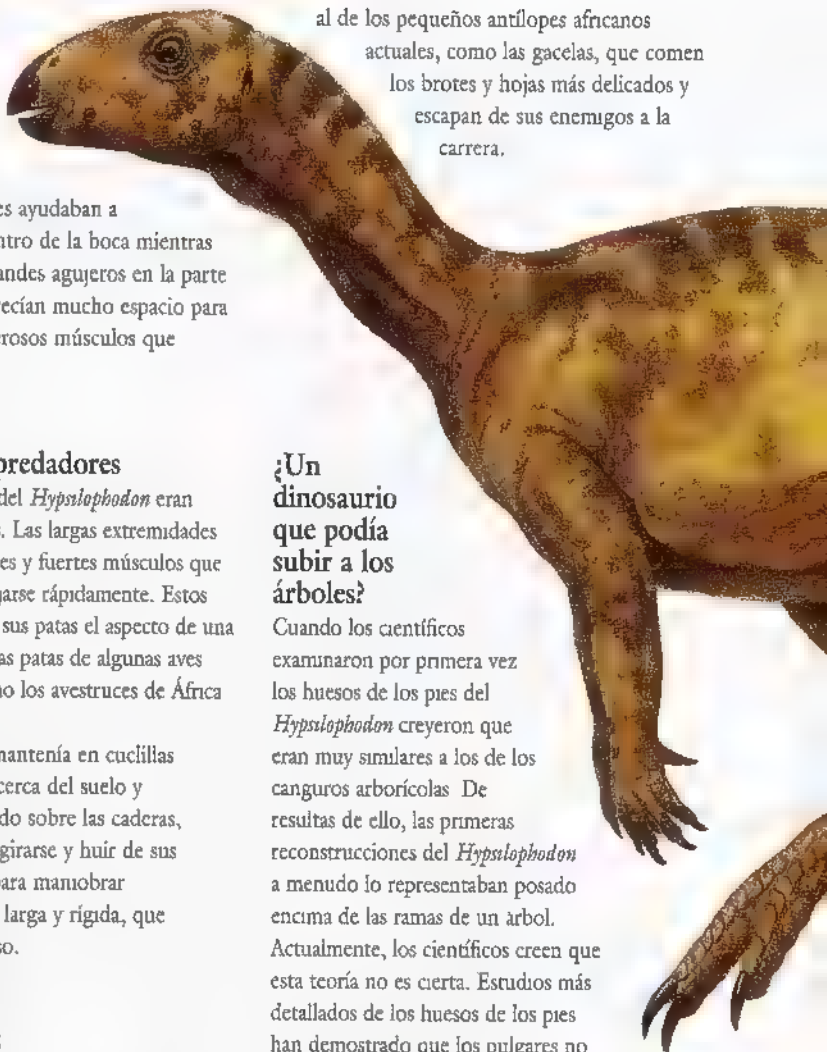 al de los pequeños antílopes africanos
actuales, como las gacelas, que comen
los brotes y hojas más delicados y
escapan de sus enemigos a la
carrera.
es ayudaban a
ntro de la boca mientras
andes agujeros en la parte
recían mucho espacio para
rosos músculos que
predadores
del Hypsilophodon eran
s. Las largas extremidades
es y fuertes músculos que
garse rápidamente. Estos
sus patas el aspecto de una
as patas de algunas aves
no los avestruces de África
mantenía en cuclillas
cerca del suelo y
do sobre las caderas,
girarse y huir de sus
para maniobrar
larga y rígida, que
so.
¿Un
dinosaurio
que podía
subir a los
árboles?
Cuando los científicos
examinaron por primera vez
los huesos de los pies del
Hypsilophodon creyeron que
eran muy similares a los de los
canguros arborícolas De
resultas de ello, las primeras
reconstrucciones del Hypsilophodon
a menudo lo representaban posado
encima de las ramas de un árbol.
Actualmente, los científicos creen que
esta teoría no es cierta. Estudios más
detallados de los huesos de los pies
han demostrado que los pulgares no